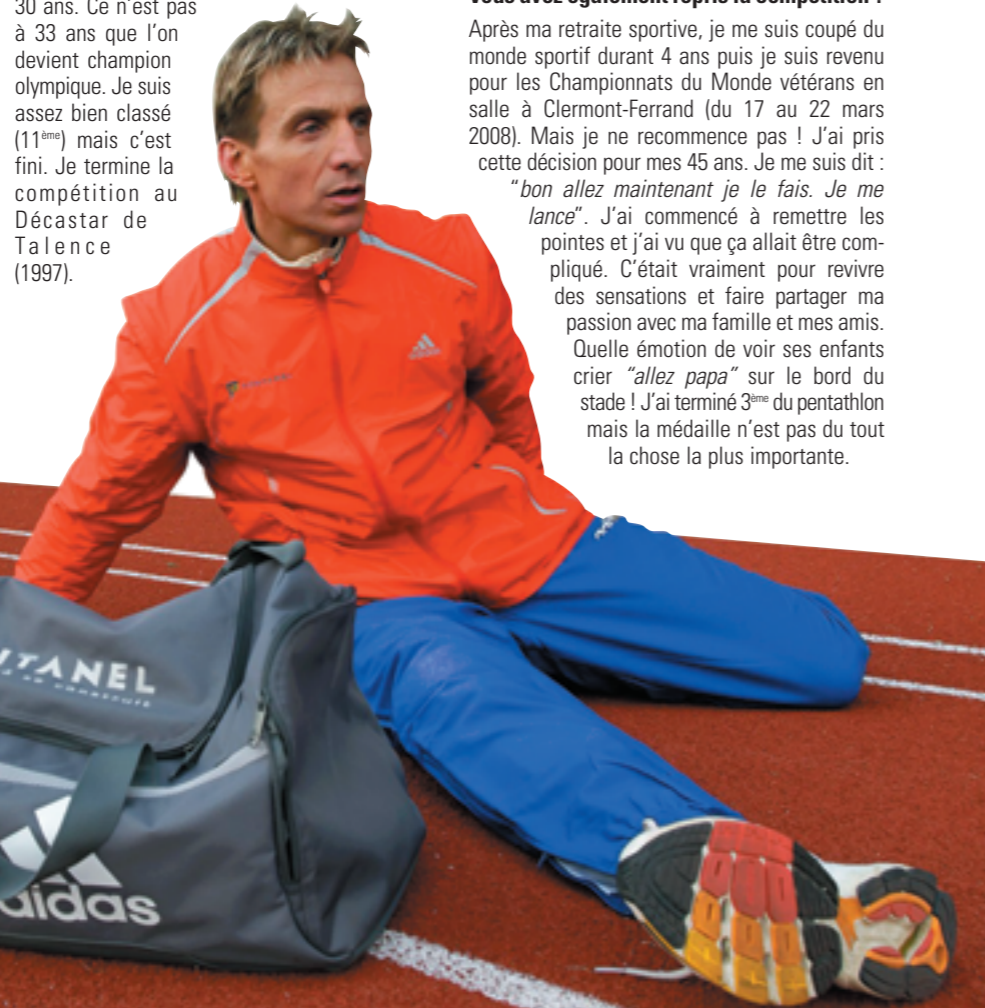 30 ans. Ce n'est pas
à 33 ans que l'on
devient champion
olympique. Je suis
assez bien classé
(11ème) mais c'est
fini. Je termine la
compétition au
Décastar de
Talence
(1997).
Vous avez également repris la compétition !
Après ma retraite sportive, je me suis coupé du
monde sportif durant 4 ans puis je suis revenu
pour les Championnats du Monde vétérans en
salle à Clermont-Ferrand (du 17 au 22 mars
2008). Mais je ne recommence pas ! J'ai pris
cette décision pour mes 45 ans. Je me suis dit :
"bon allez maintenant je le fais. Je me
lance". J'ai commencé à remettre les
pointes et j'ai vu que ça allait être com-
pliqué. C'était vraiment pour revivre
des sensations et faire partager ma
passion avec ma famille et mes amis.
Quelle émotion de voir ses enfants
crier "allez papa" sur le bord du
stade ! J'ai terminé 3ème du pentathlon
mais la médaille n'est pas du tout
la chose la plus importante.
adidas
ITANEL
adidas